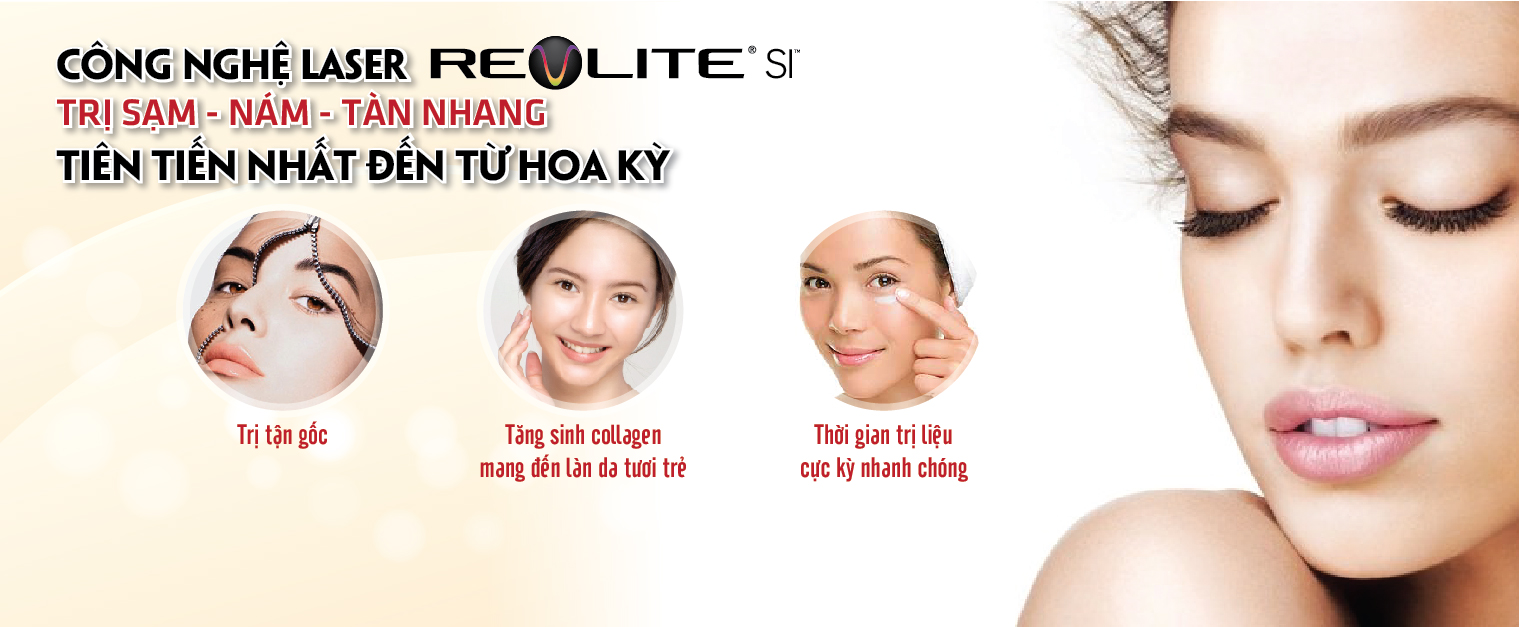 CÔNG NGHỆ LASER REVLITE® SI™
TRỊ SẠM - NÁM - TÀN NHANG
TIÊN TIẾN NHẤT ĐẾN TỪ HOA KỲ
Trị tận gốc
Tăng sinh collagen
mang đến làn da tươi trẻ
Thời gian trị liệu
cực kỳ nhanh chóng